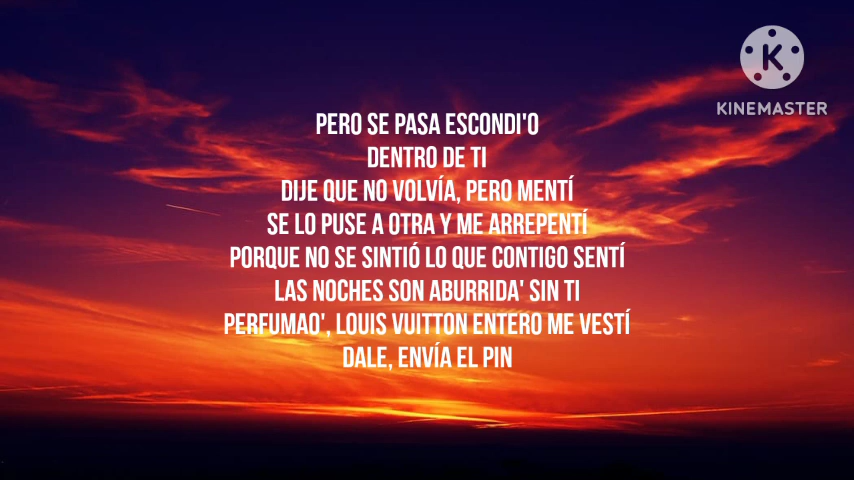 KINEMASTER
PERO SE PASA ESCONDI'O
DENTRO DE TI
DIJE QUE NO VOLVÍA, PERO MENTÍ
SE LO PUSE A OTRA Y ME ARREPENTÍ
PORQUE NO SE SINTIÓ LO QUE CONTIGO SENTÍ
LAS NOCHES SON ABURRIDA' SIN TI
PERFUMAO', LOUIS VUITTON ENTERO ME VESTÍ
DALE, ENVÍA EL PIN